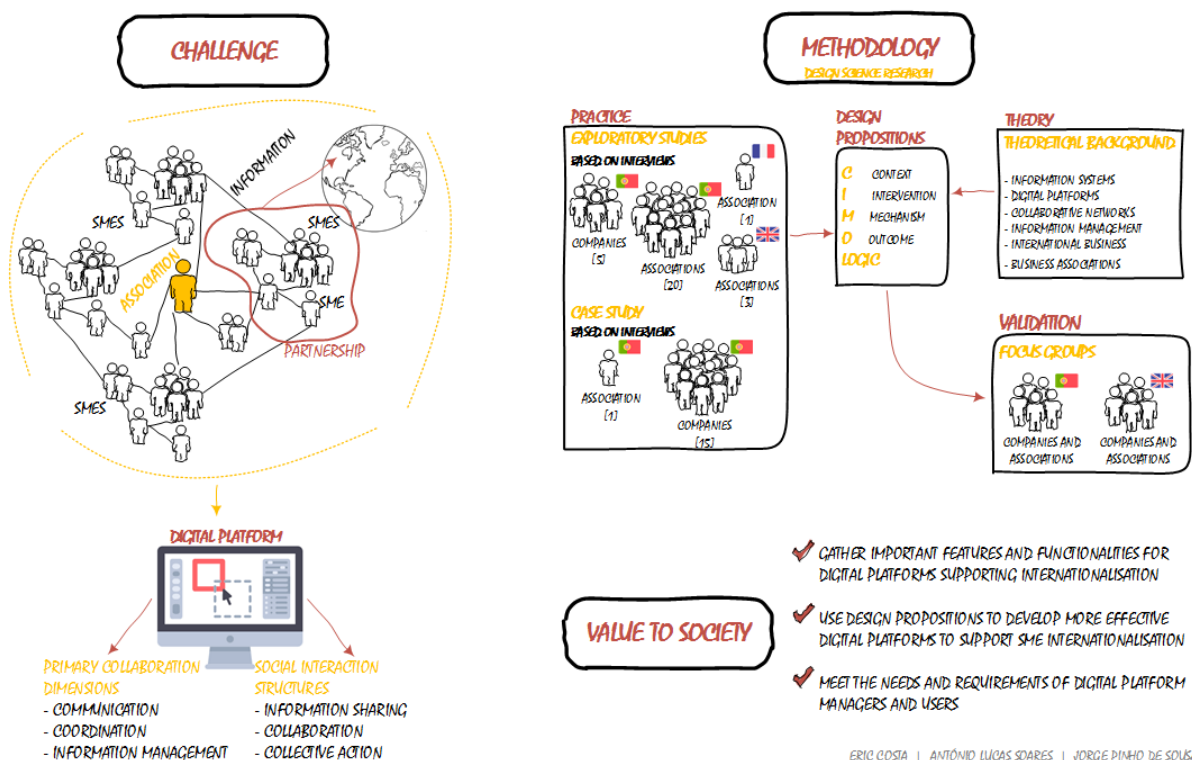 CHALLENGE
INFORMATION
SMES
SMES
ASSOCIATION
SME
PARTNERSHIP
SMES
DIGITAL PLATFORM
PRIMARY COLLABORATION
DIMENSIONS
- COMMUNICATION
- COORDINATION
- INFORMATION MANAGEMENT
SOCIAL INTERACTION
STRUCTURES
- INFORMATION SHARING
- COLLABORATION
- COLLECTIVE ACTION
METHODOLOGY
DESIGN SCIENCE RESEARCH
PRACTICE
EXPLORATORY STUDIES
BASED ON INTERVIEWS
COMPANIES
[5]
ASSOCIATIONS
[20]
ASSOCIATION
[1]
ASSOCIATIONS
[3]
CASE STUDY
BASED ON INTERVIEWS
ASSOCIATION
[1]
COMPANIES
[15]
DESIGN
PROPOSITIONS
C CONTEXT
I INTERVENTION
M MECHANISM
O OUTCOME
LOGIC
THEORY
THEORETICAL BACKGROUND
- INFORMATION SYSTEMS
- DIGITAL PLATFORMS
- COLLABORATIVE NETWORKS
- INFORMATION MANAGEMENT
- INTERNATIONAL BUSINESS
- BUSINESS ASSOCIATIONS
VALIDATION
FOCUS GROUPS
COMPANIES AND
ASSOCIATIONS
COMPANIES AND
ASSOCIATIONS
VALUE TO SOCIETY
GATHER IMPORTANT FEATURES AND FUNCTIONALITIES FOR
DIGITAL PLATFORMS SUPPORTING INTERNATIONALISATION
USE DESIGN PROPOSITIONS TO DEVELOP MORE EFFECTIVE
DIGITAL PLATFORMS TO SUPPORT SME INTERNATIONALISATION
MEET THE NEEDS AND REQUIREMENTS OF DIGITAL PLATFORM
MANAGERS AND USERS
ERIC COSTA | ANTÓNIO LUCAS SOARES | JORGE PINHO DE SOUS